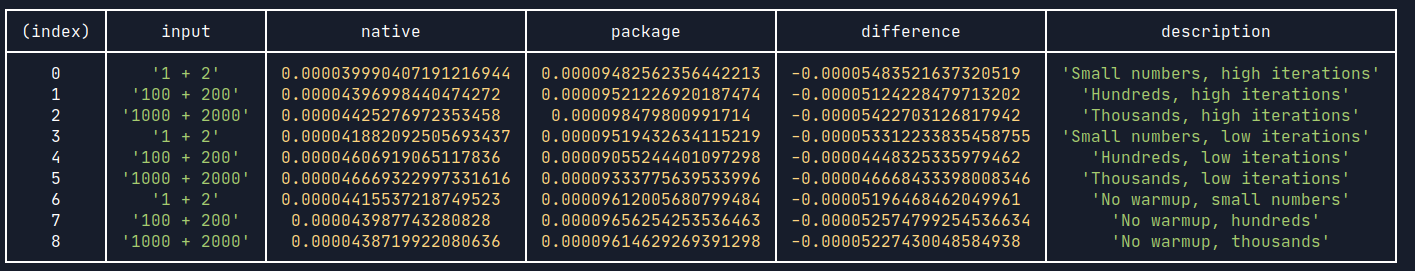 (index) input native package difference description
0 '1 + 2' 0.000039990407191216944 0.00009482562356442213 -0.00005483521637320519 'Small numbers, high iterations'
1 '100 + 200' 0.00004396998440474272 0.00009521226920187474 -0.00005124228479713202 'Hundreds, high iterations'
2 '1000 + 2000' 0.00004425276972353458 0.000098479800991714 -0.00005422703126817942 'Thousands, high iterations'
3 '1 + 2' 0.000041882092505693437 0.00009519432634115219 -0.000053312233835458755 'Small numbers, low iterations'
4 '100 + 200' 0.00004606919065117836 0.00009055244401097298 -0.00004448325335979462 'Hundreds, low iterations'
5 '1000 + 2000' 0.000046669322997331616 0.00009333775639533996 -0.000046668433398008346 'Thousands, low iterations'
6 '1 + 2' 0.00004415537218749523 0.00009612005680799484 -0.00005196468462049961 'No warmup, small numbers'
7 '100 + 200' 0.000043987743280828 0.00009656254253536463 -0.000052574799254536634 'No warmup, hundreds'
8 '1000 + 2000' 0.0000438719922080636 0.00009614629269391298 -0.00005227430048584938 'No warmup, thousands'